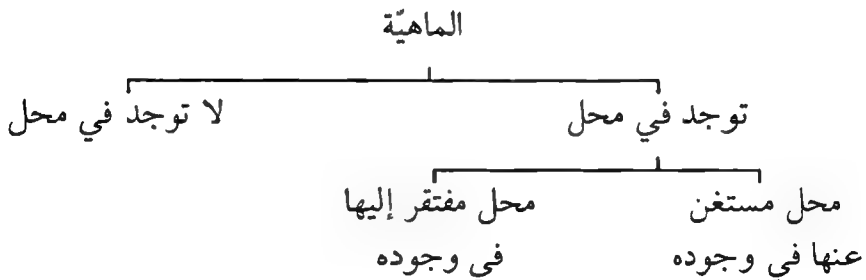 الماهيّة
توجد في محل
لا توجد في محل
محل مستغن
عنها في وجوده
محل مفتقر إليها
في وجوده